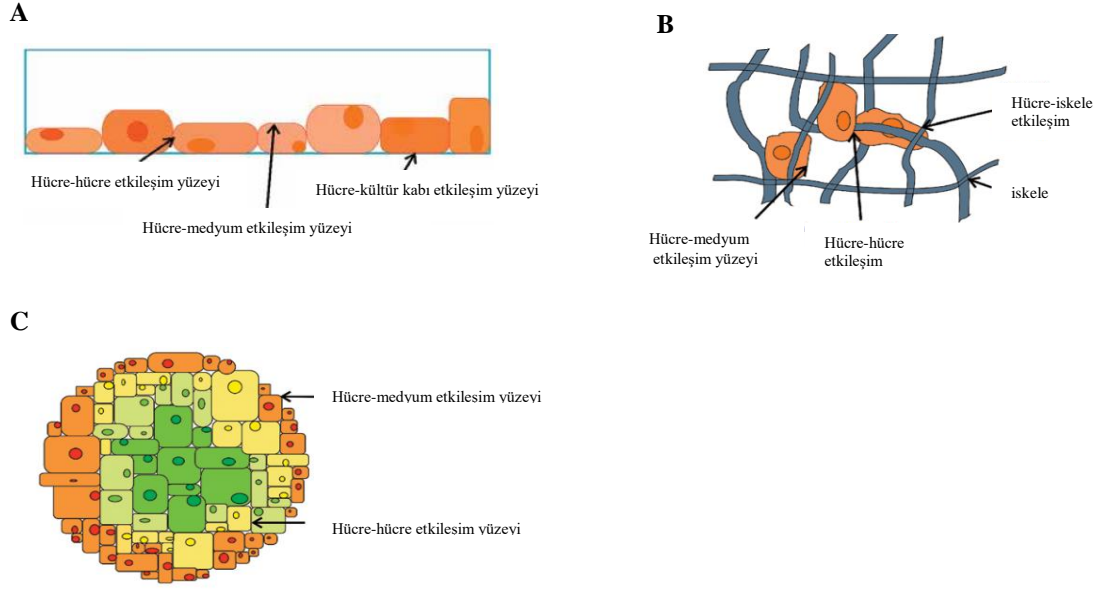 A
Hücre-hücre etkileşim yüzeyi
Hücre-kültür kabı etkileşim yüzeyi
Hücre-medyum etkileşim yüzeyi
B
Hücre-iskele
etkileşim
iskele
Hücre-medyum
etkileşim yüzeyi
Hücre-hücre
etkileşim
C
Hücre-medyum etkileşim yüzeyi
Hücre-hücre etkileşim yüzeyi